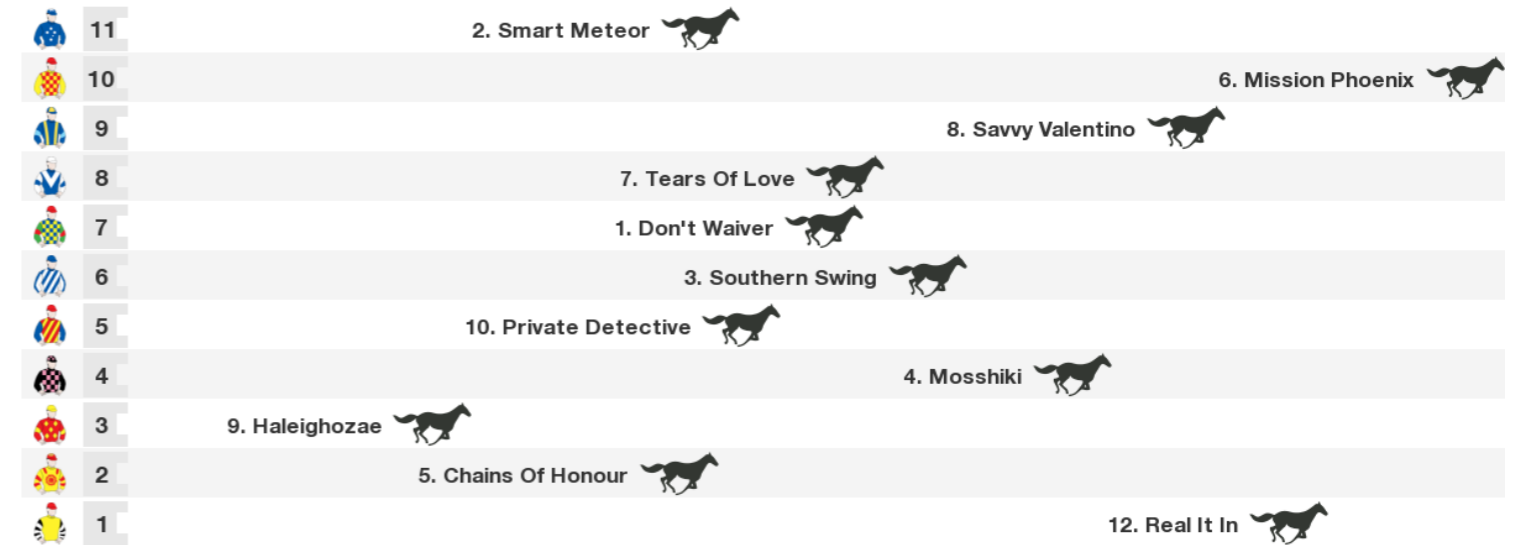 11 2. Smart Meteor
10 6. Mission Phoenix
9 8. Savvy Valentino
8 7. Tears Of Love
7 1. Don't Waiver
6 3. Southern Swing
5 10. Private Detective
4 4. Mosshiki
3 9. Haleighozae
2 5. Chains Of Honour
1 12. Real It In